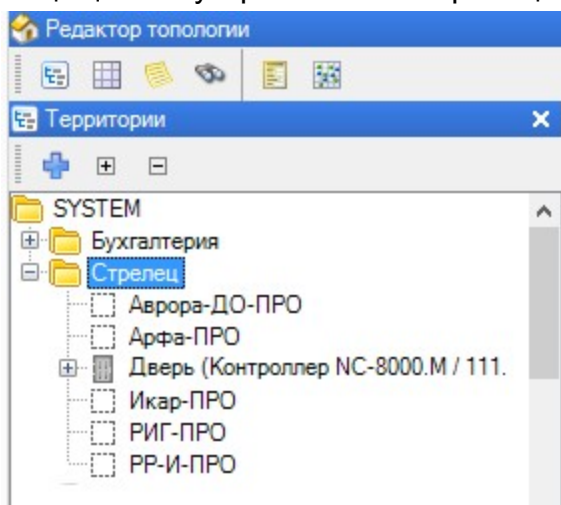 Редактор топологии
Территории
SYSTEM
Бухгалтерия
Стрелец
Аврора-ДО-ПРО
Арфа-ПРО
Дверь (Контроллер NC-8000.M / 111.
Икар-ПРО
РИГ-ПРО
РР-И-ПРО